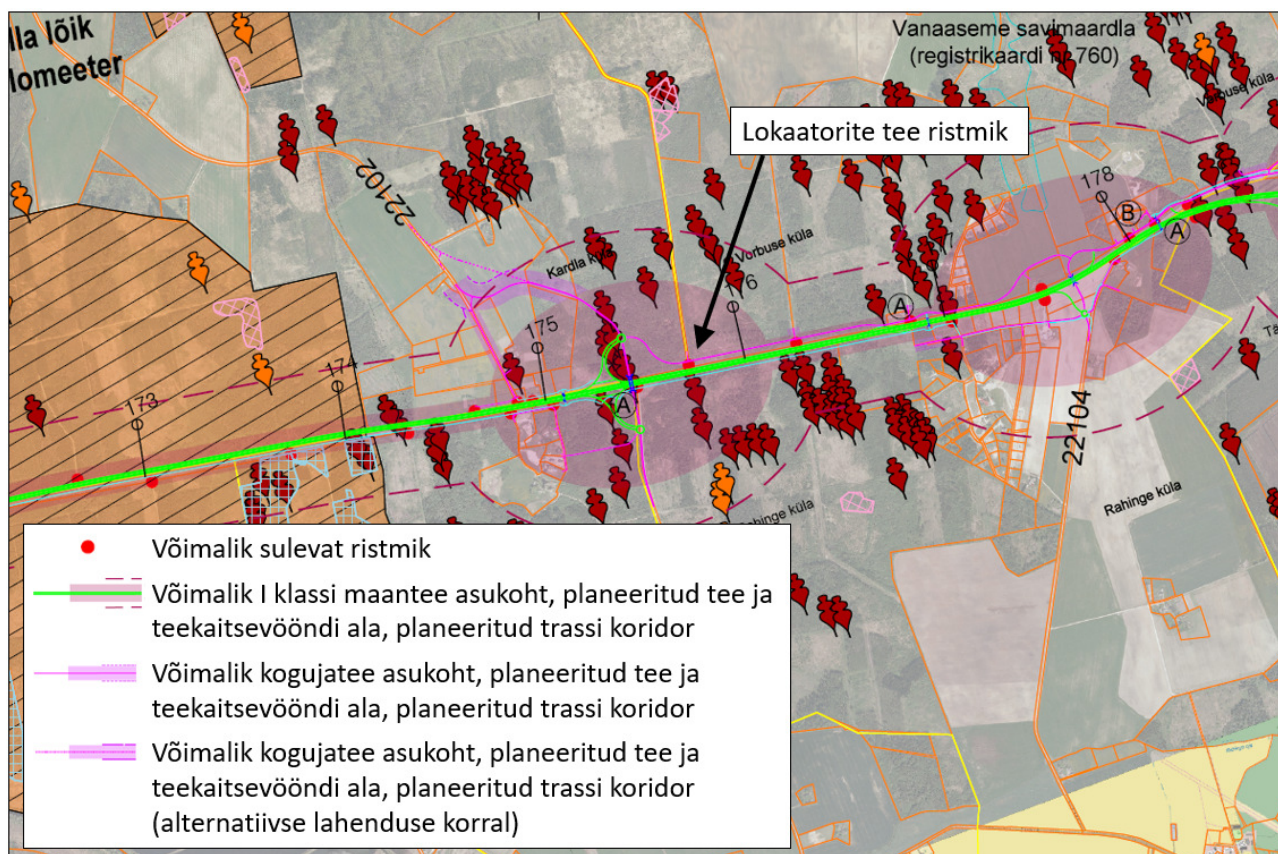 lla lõik
lomeeter
Vanaaseme savimaardla
(registrikaardi nr 760)
Vorbuse küla
Lokaatorite tee ristmik
22102
178
B
A
Kardla küla
Vorbuse küla
176
A
175
A
174
173
22104
Rahinge küla
Rahinge küla
Võimalik sulevat ristmik
Võimalik I klassi maantee asukoht, planeeritud tee ja
teekaitsevööndi ala, planeeritud trassi koridor
Võimalik kogujatee asukoht, planeeritud tee ja
teekaitsevööndi ala, planeeritud trassi koridor
Võimalik kogujatee asukoht, planeeritud tee ja
teekaitsevööndi ala, planeeritud trassi koridor
(alternatiivse lahenduse korral)